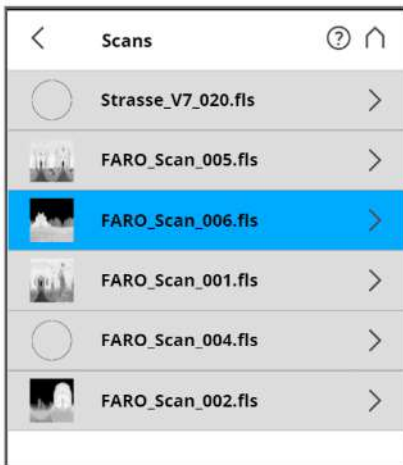 Scans
Strasse_V7_020.fls
FARO_Scan_005.fls
FARO_Scan_006.fls
FARO_Scan_001.fls
FARO_Scan_004.fls
FARO_Scan_002.fls